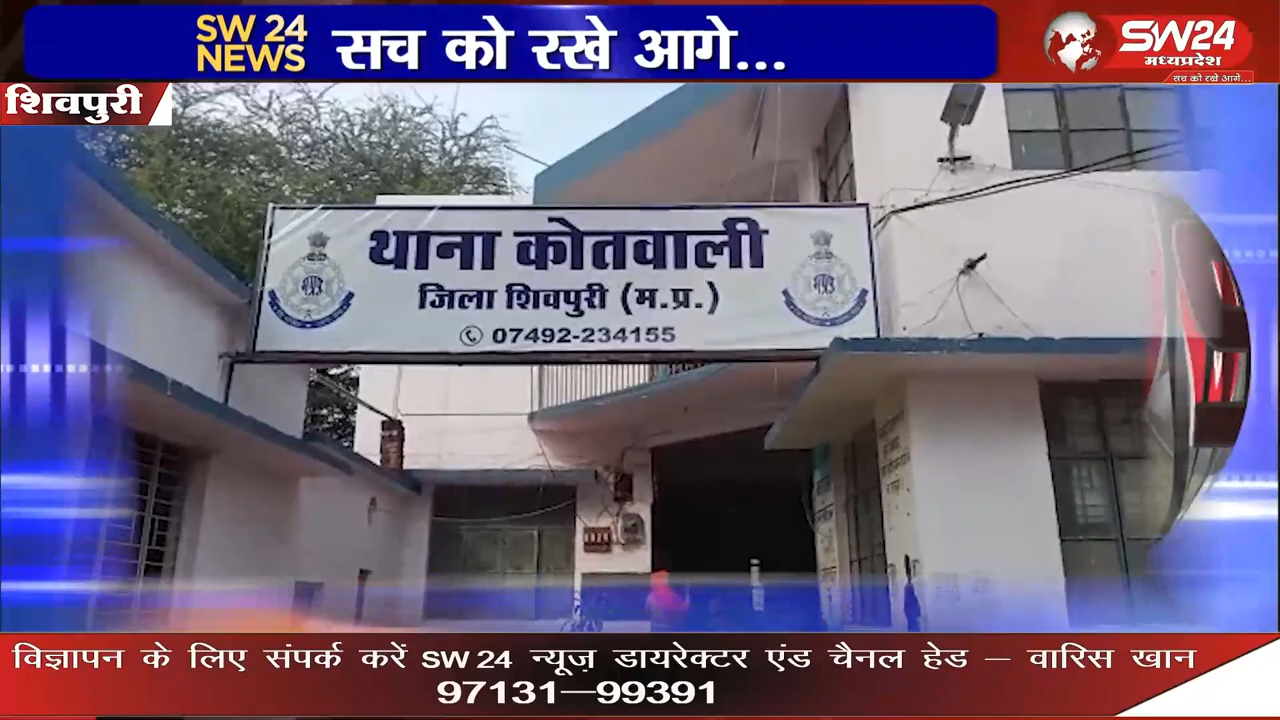 SW 24
NEWS
सच को रखे आगे...
SW24
मध्यप्रदेश
सच को रखे आगे...
शिवपुरी
थाना कोतवाली
जिला शिवपुरी (म.प्र.)
07492-234155
विज्ञापन के लिए संपर्क करें SW 24 न्यूज़ डायरेक्टर एंड चैनल हेड – वारिस खान
97131–99391